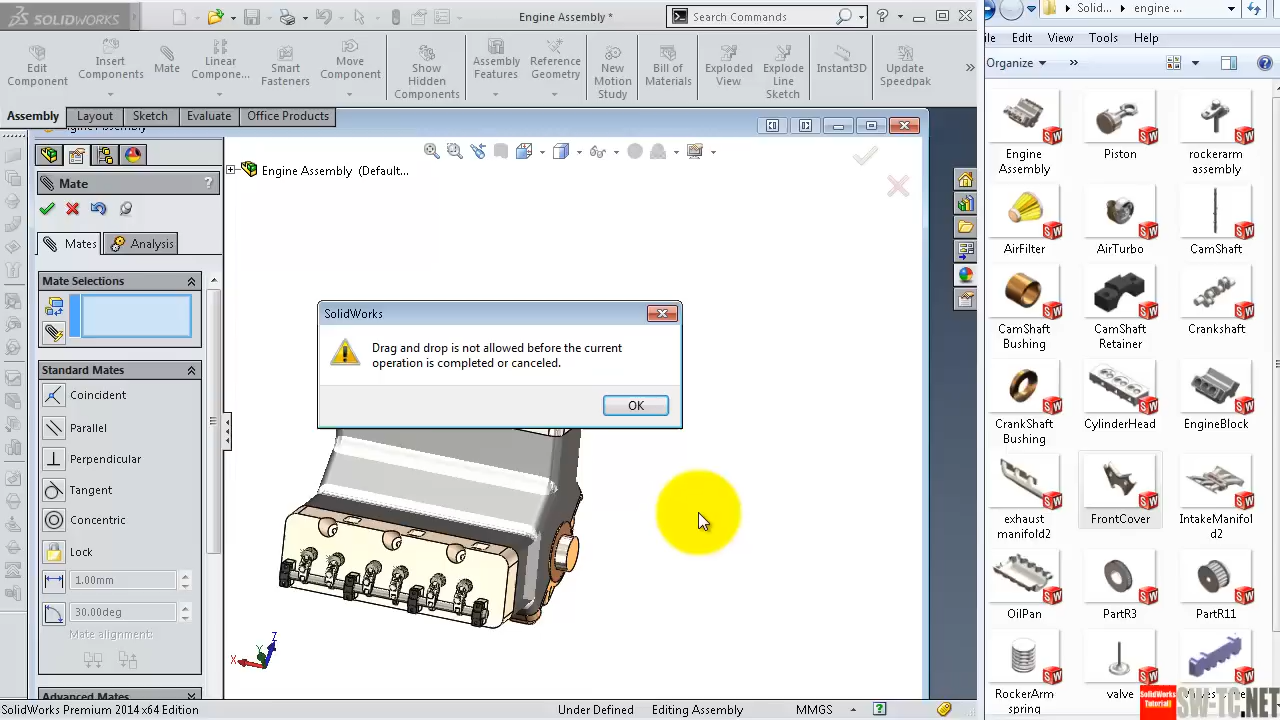 SOLIDWORKS
Engine Assembly *
Search Commands
Edit Component
Insert Components
Mate
Linear Compone...
Smart Fasteners
Move Component
Show Hidden Components
Assembly Features
Reference Geometry
New Motion Study
Bill of Materials
Exploded View
Explode Line Sketch
Instant3D
Update Speedpak
Assembly
Layout
Sketch
Evaluate
Office Products
Engine Assembly (Default...
Mate
?
Mates
Analysis
Mate Selections
Standard Mates
Coincident
Parallel
Perpendicular
Tangent
Concentric
Lock
1.00mm
30.00deg
Mate alignment:
Advanced Mates
SolidWorks
Drag and drop is not allowed before the current
operation is completed or canceled.
OK
X
Y
Z
SolidWorks Premium 2014 x64 Edition
Under Defined
Editing Assembly
MMGS
Solid...
engine ...
ile Edit View Tools Help
Organize
»
Engine Assembly
Piston
rockerarm assembly
AirFilter
AirTurbo
CamShaft
CamShaft Bushing
CamShaft Retainer
Crankshaft
CrankShaft Bushing
CylinderHead
EngineBlock
exhaust manifold2
FrontCover
IntakeManifold2
OilPan
PartR3
PartR11
RockerArm spring
valve
SolidWorks Tutorial
SW-TC.NET